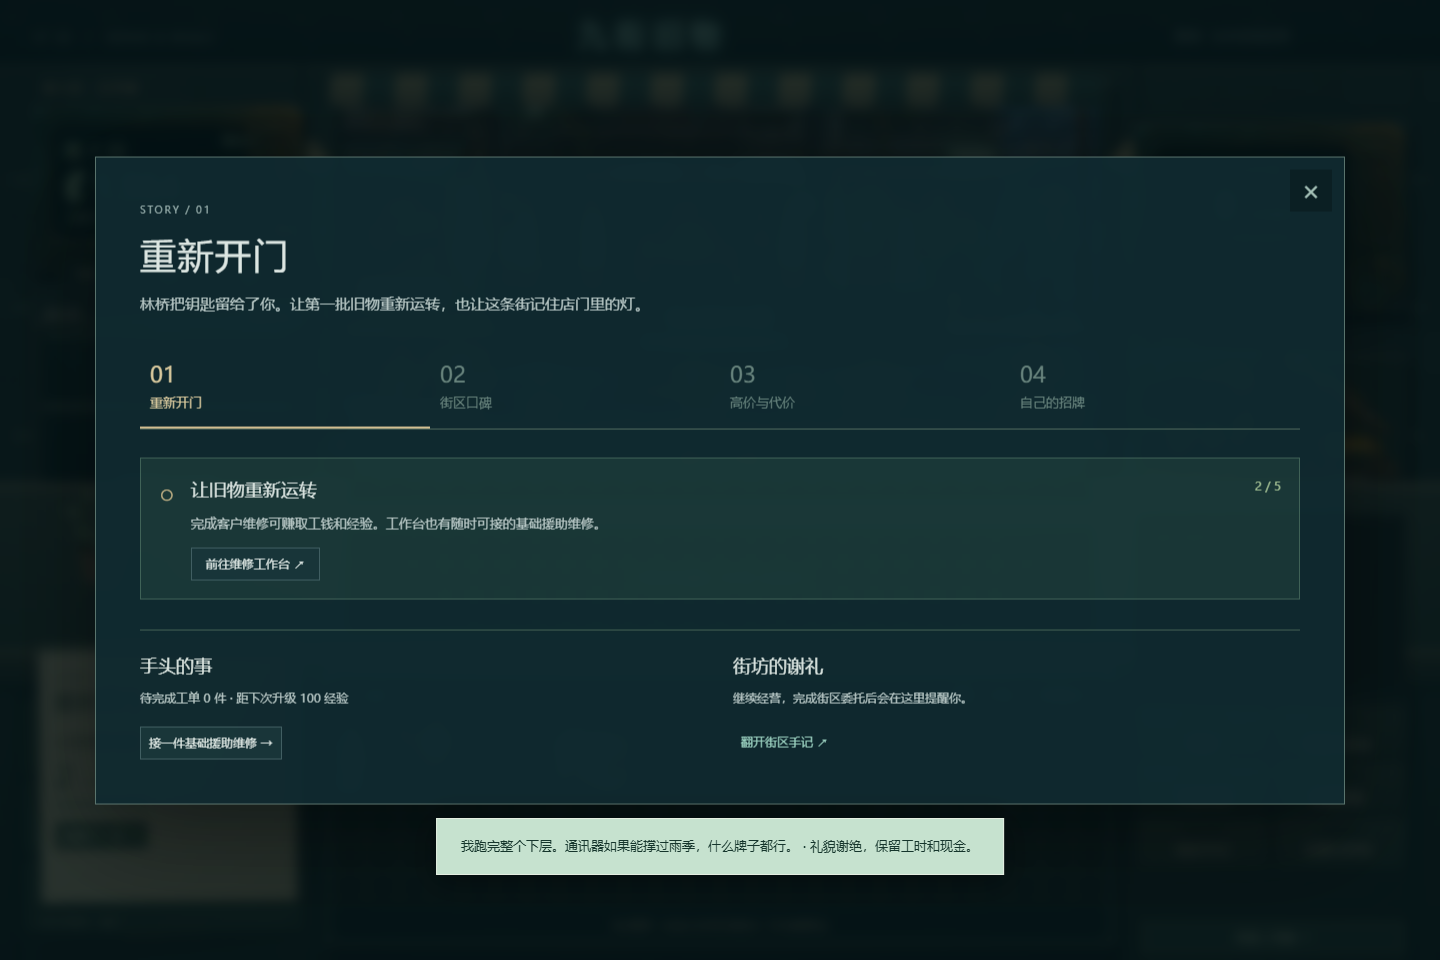 STORY / 01
重新开门
林桥把钥匙留给了你。让第一批旧物重新运转，也让这条街记住店门里的灯。
01
重新开门
02
街区口碑
03
高价与代价
04
自己的招牌
让旧物重新运转
2 / 5
完成客户维修可赚取工钱和经验。工作台也有随时可接的基础援助维修。
前往维修工作台 ↗
手头的事
待完成工单 0 件 · 距下次升级 100 经验
接一件基础援助维修 →
街坊的谢礼
继续经营，完成街区委托后会在这里提醒你。
翻开街区手记 ↗
我跑完整个下层。通讯器如果能撑过雨季，什么牌子都行。 · 礼貌谢绝，保留工时和现金。